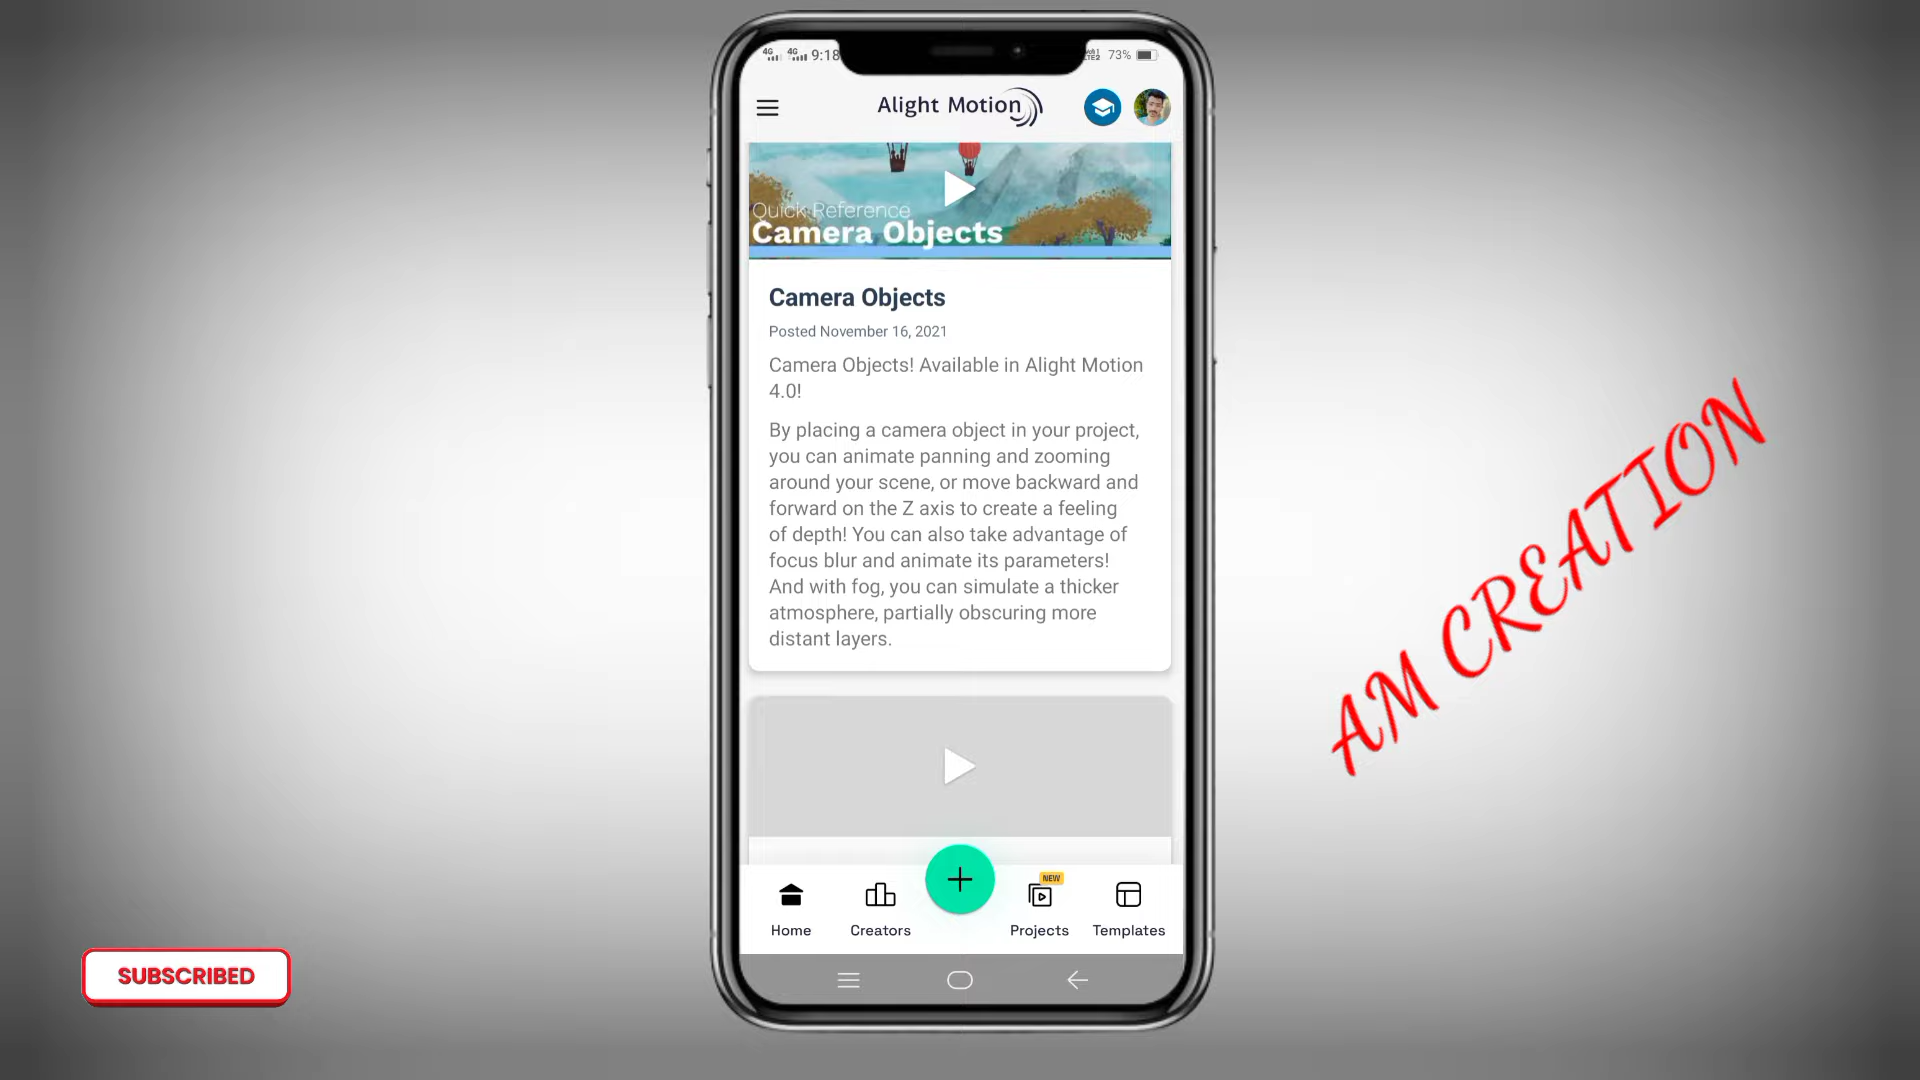 4G 4G 9:18
73%
Alight Motion
Quick Reference
Camera Objects
Camera Objects
Posted November 16, 2021
Camera Objects! Available in Alight Motion
4.0!
By placing a camera object in your project,
you can animate panning and zooming
around your scene, or move backward and
forward on the Z axis to create a feeling
of depth! You can also take advantage of
focus blur and animate its parameters!
And with fog, you can simulate a thicker
atmosphere, partially obscuring more
distant layers.
NEW
Home Creators Projects Templates
AM CREATION
SUBSCRIBED